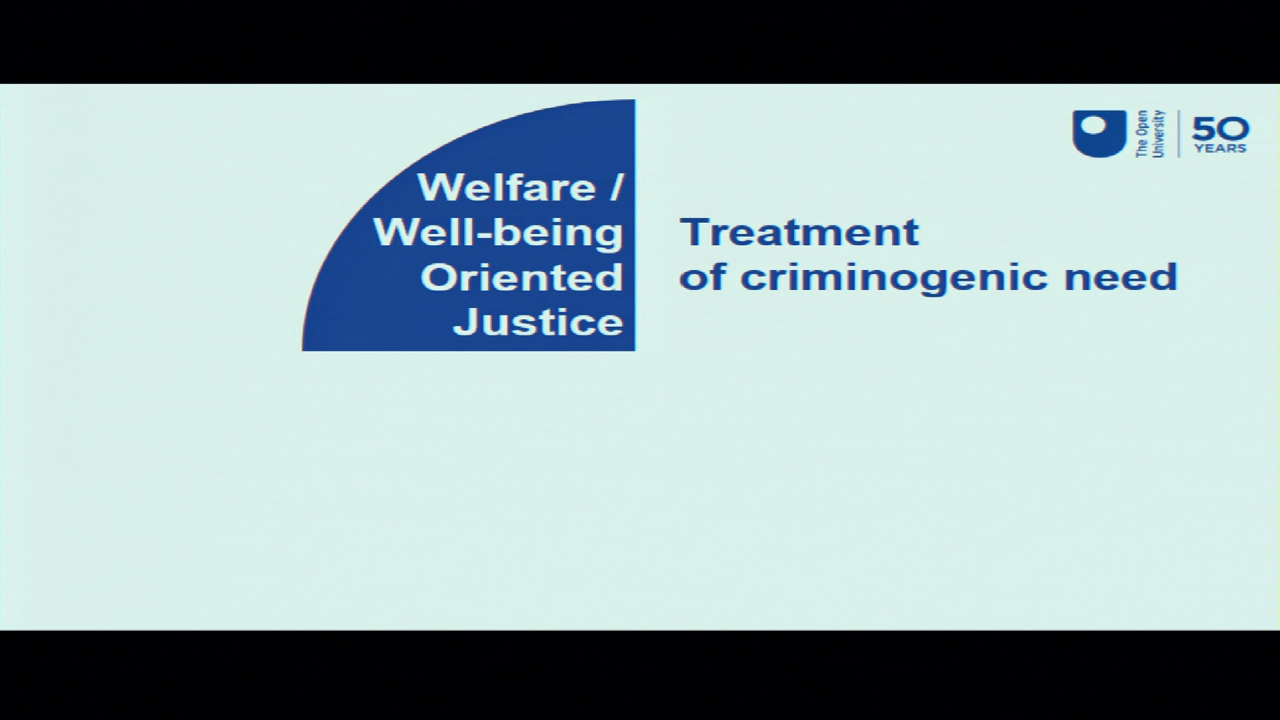 Welfare /
Well-being
Oriented
Justice
Treatment
of criminogenic need
The Open
University
50
YEARS